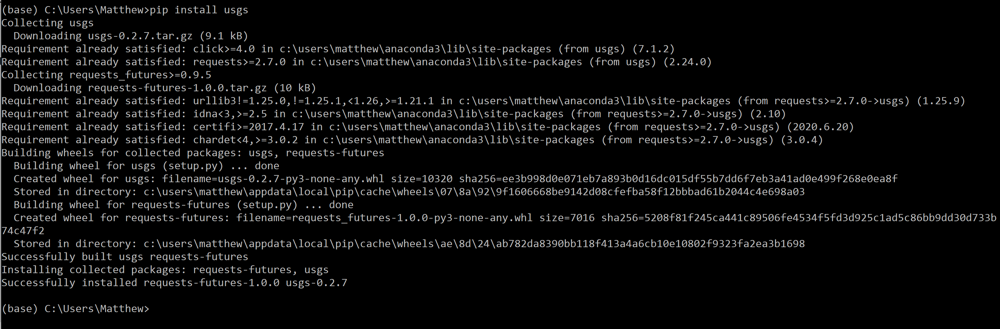 (base) C:\Users\Matthew>pip install usgs
Collecting usgs
  Downloading usgs-0.2.7.tar.gz (9.1 kB)
Requirement already satisfied: click>=4.0 in c:\users\matthew\anaconda3\lib\site-packages (from usgs) (7.1.2)
Requirement already satisfied: requests>=2.7.0 in c:\users\matthew\anaconda3\lib\site-packages (from usgs) (2.24.0)
Collecting requests_futures>=0.9.5
  Downloading requests-futures-1.0.0.tar.gz (10 kB)
Requirement already satisfied: urllib3!=1.25.0,!=1.25.1,<1.26,>=1.21.1 in c:\users\matthew\anaconda3\lib\site-packages (from requests>=2.7.0->usgs) (1.25.9)
Requirement already satisfied: idna<3,>=2.5 in c:\users\matthew\anaconda3\lib\site-packages (from requests>=2.7.0->usgs) (2.10)
Requirement already satisfied: certifi>=2017.4.17 in c:\users\matthew\anaconda3\lib\site-packages (from requests>=2.7.0->usgs) (2020.6.20)
Requirement already satisfied: chardet<4,>=3.0.2 in c:\users\matthew\anaconda3\lib\site-packages (from requests>=2.7.0->usgs) (3.0.4)
Building wheels for collected packages: usgs, requests-futures
  Building wheel for usgs (setup.py) ... done
  Created wheel for usgs: filename=usgs-0.2.7-py3-none-any.whl size=10320 sha256=ee3b998d0e071eb7a893b0d16dc015df55b7dd6f7eb3a41ad0e499f268e0ea8f
  Stored in directory: c:\users\matthew\appdata\local\pip\cache\wheels\07\8a\92\9f1606668be9142d08cfefba58f12bbbad61b2044c4e698a03
  Building wheel for requests-futures (setup.py) ... done
  Created wheel for requests-futures: filename=requests_futures-1.0.0-py3-none-any.whl size=7016 sha256=5208f81f245ca441c89506fe4534f5fd3d925c1ad5c86bb9dd30d733b
74c47f2
  Stored in directory: c:\users\matthew\appdata\local\pip\cache\wheels\ae\8d\24\ab782da8390bb118f413a4a6cb10e10802f9323fa2ea3b1698
Successfully built usgs requests-futures
Installing collected packages: requests-futures, usgs
Successfully installed requests-futures-1.0.0 usgs-0.2.7
(base) C:\Users\Matthew>